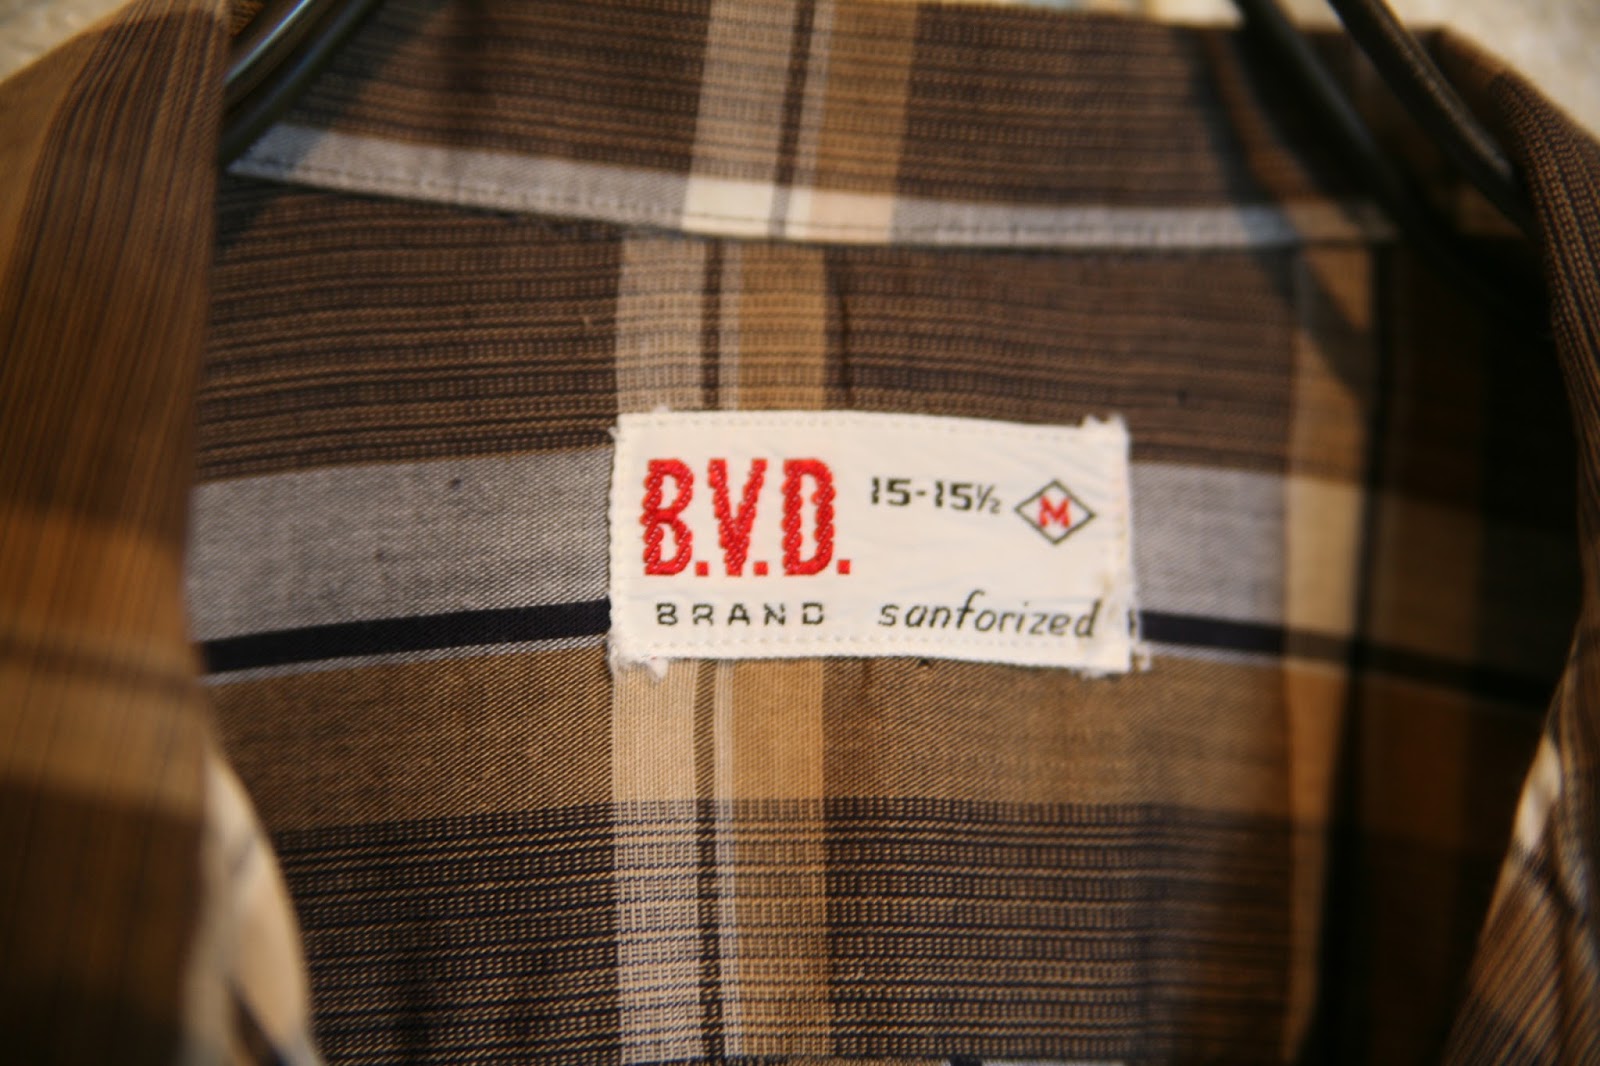 B.V.D. 15-15½ M
BRAND sanforized